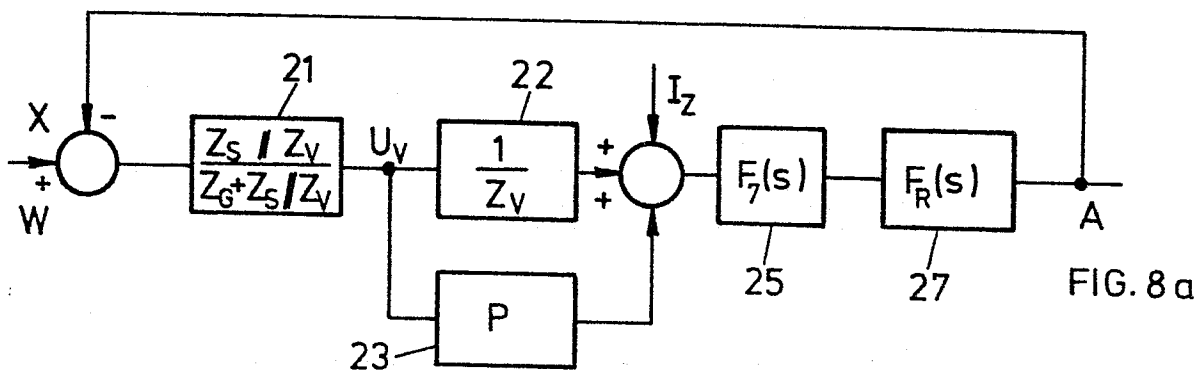 21
22
I_Z
X
-
Z_S // Z_V
Z_G+Z_S//Z_V
U_V
1
Z_V
+
+
F_7(s)
F_R(s)
+
W
A
P
23
25
27
FIG. 8a